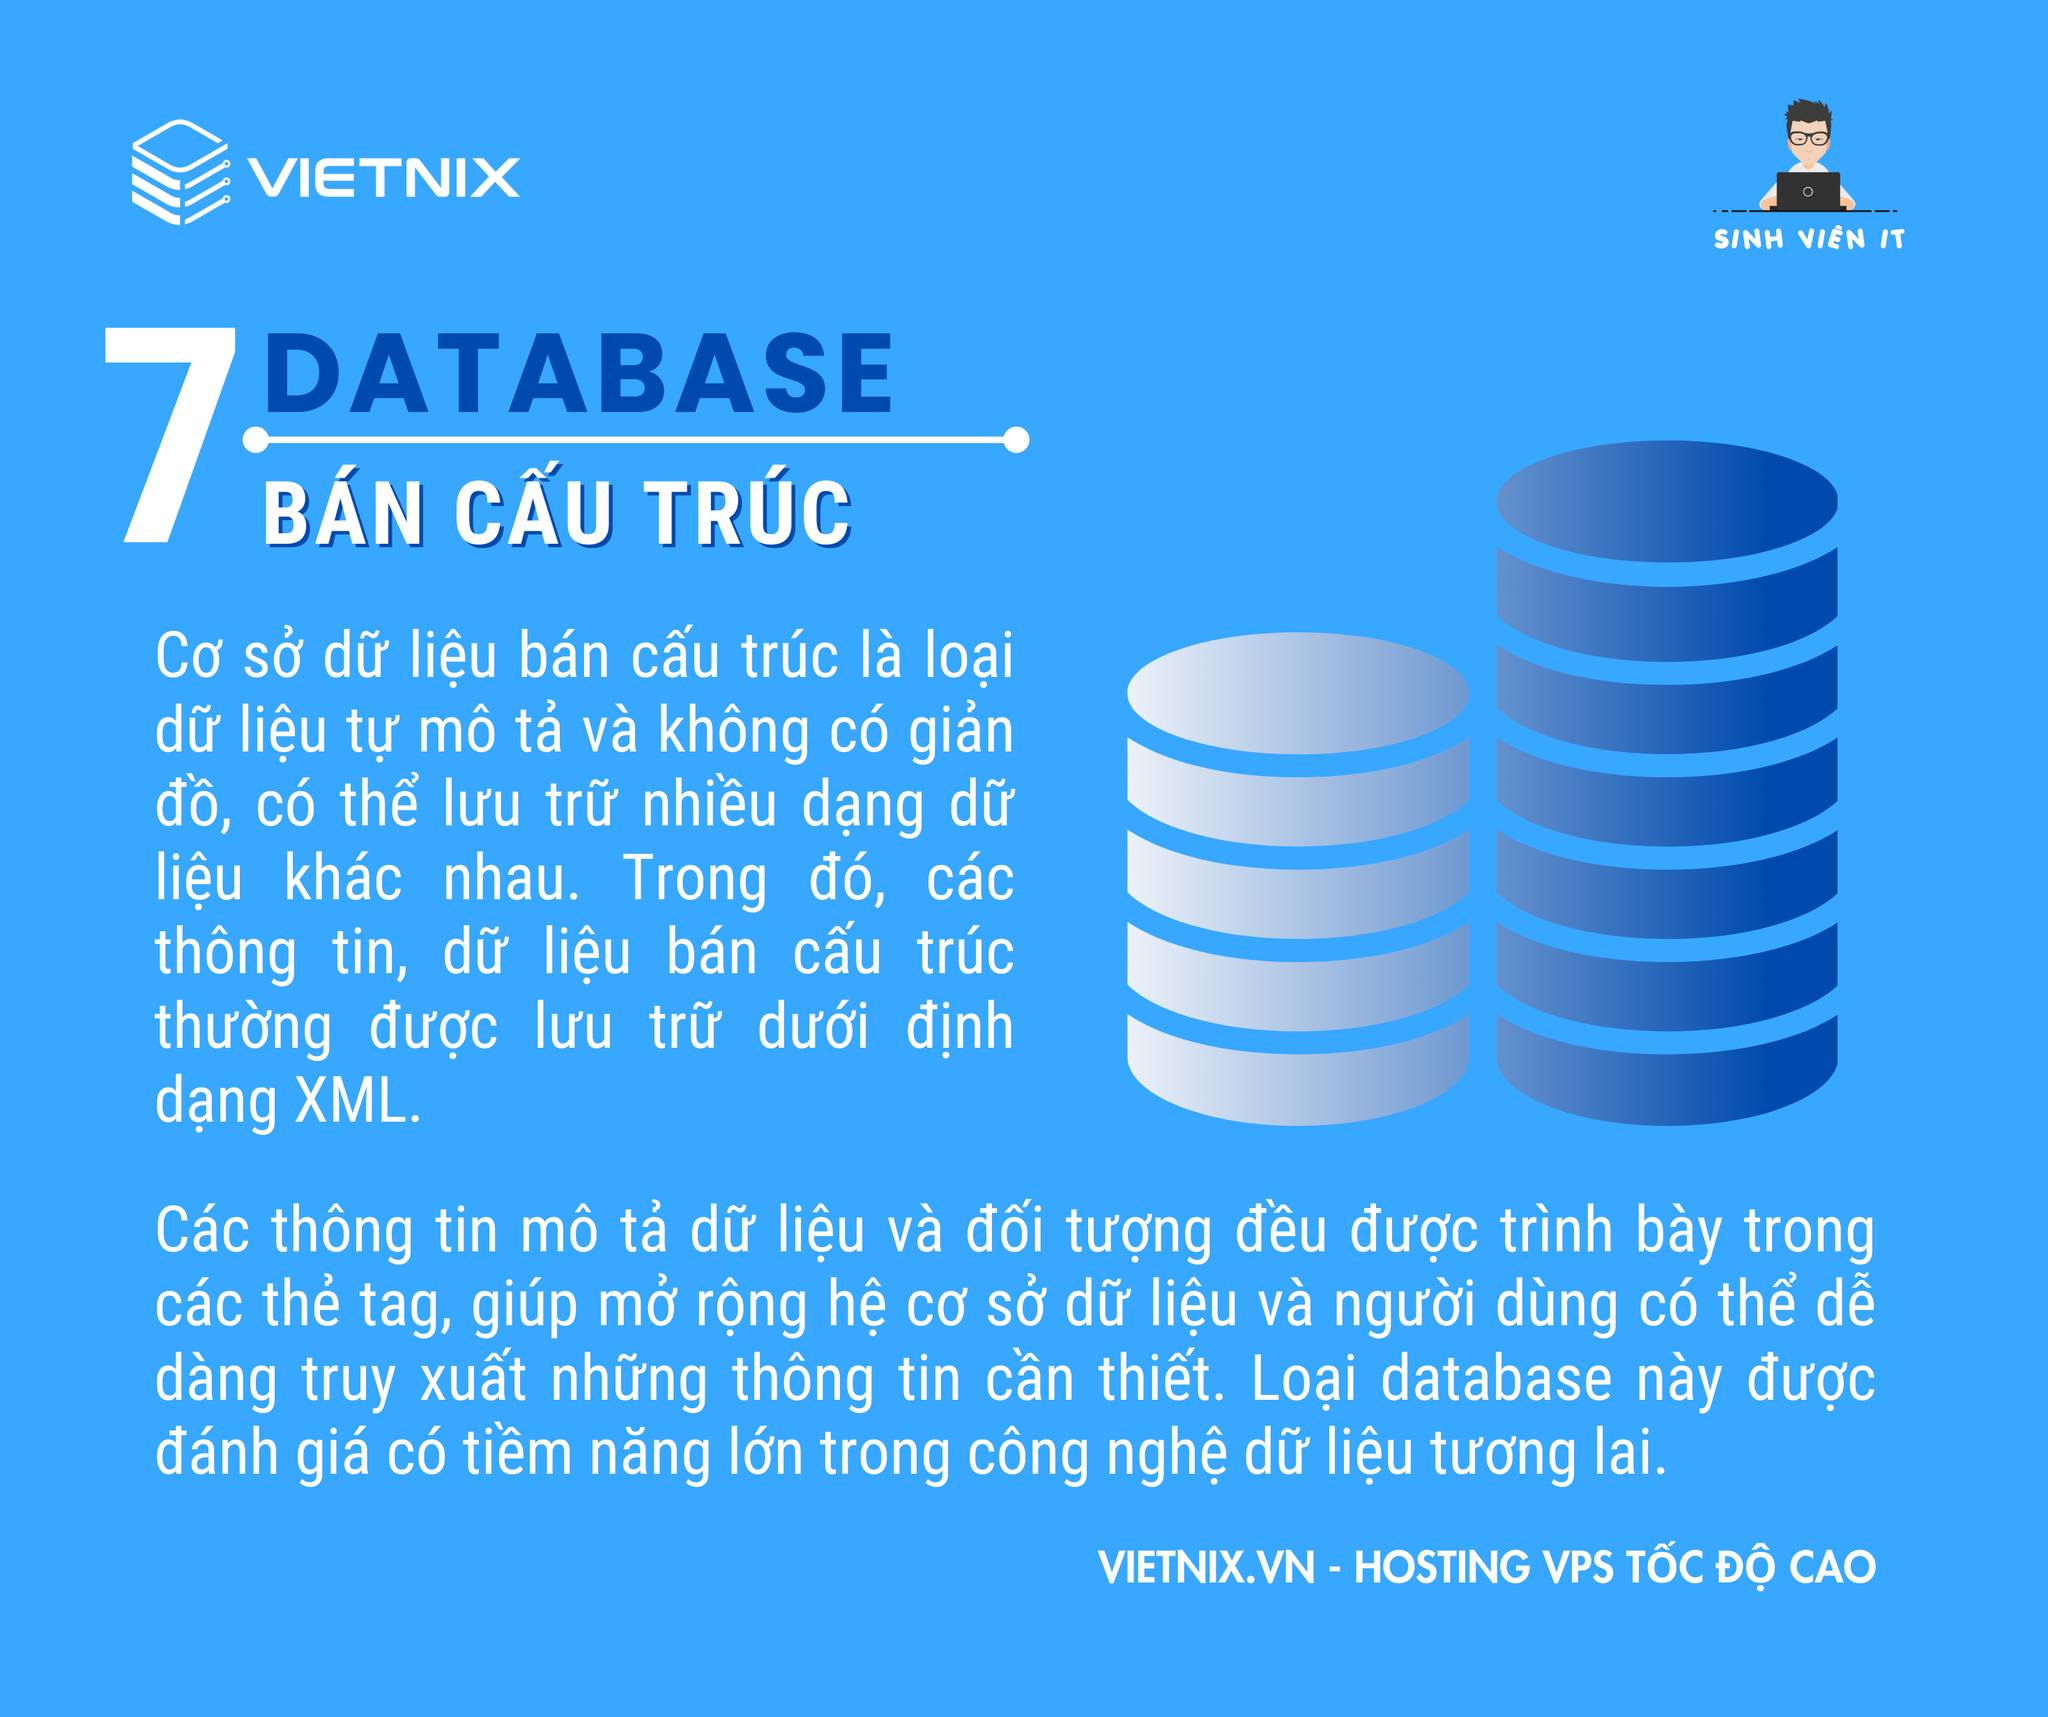 VIETNIX
SINH VIÊN IT
7 DATABASE
BÁN CẤU TRÚC
Cơ sở dữ liệu bán cấu trúc là loại
dữ liệu tự mô tả và không có giản
đồ, có thể lưu trữ nhiều dạng dữ
liệu khác nhau. Trong đó, các
thông tin, dữ liệu bán cấu trúc
thường được lưu trữ dưới định
dạng XML.
Các thông tin mô tả dữ liệu và đối tượng đều được trình bày trong
các thẻ tag, giúp mở rộng hệ cơ sở dữ liệu và người dùng có thể dễ
dàng truy xuất những thông tin cần thiết. Loại database này được
đánh giá có tiềm năng lớn trong công nghệ dữ liệu tương lai.
VIETNIX.VN - HOSTING VPS TỐC ĐỘ CAO